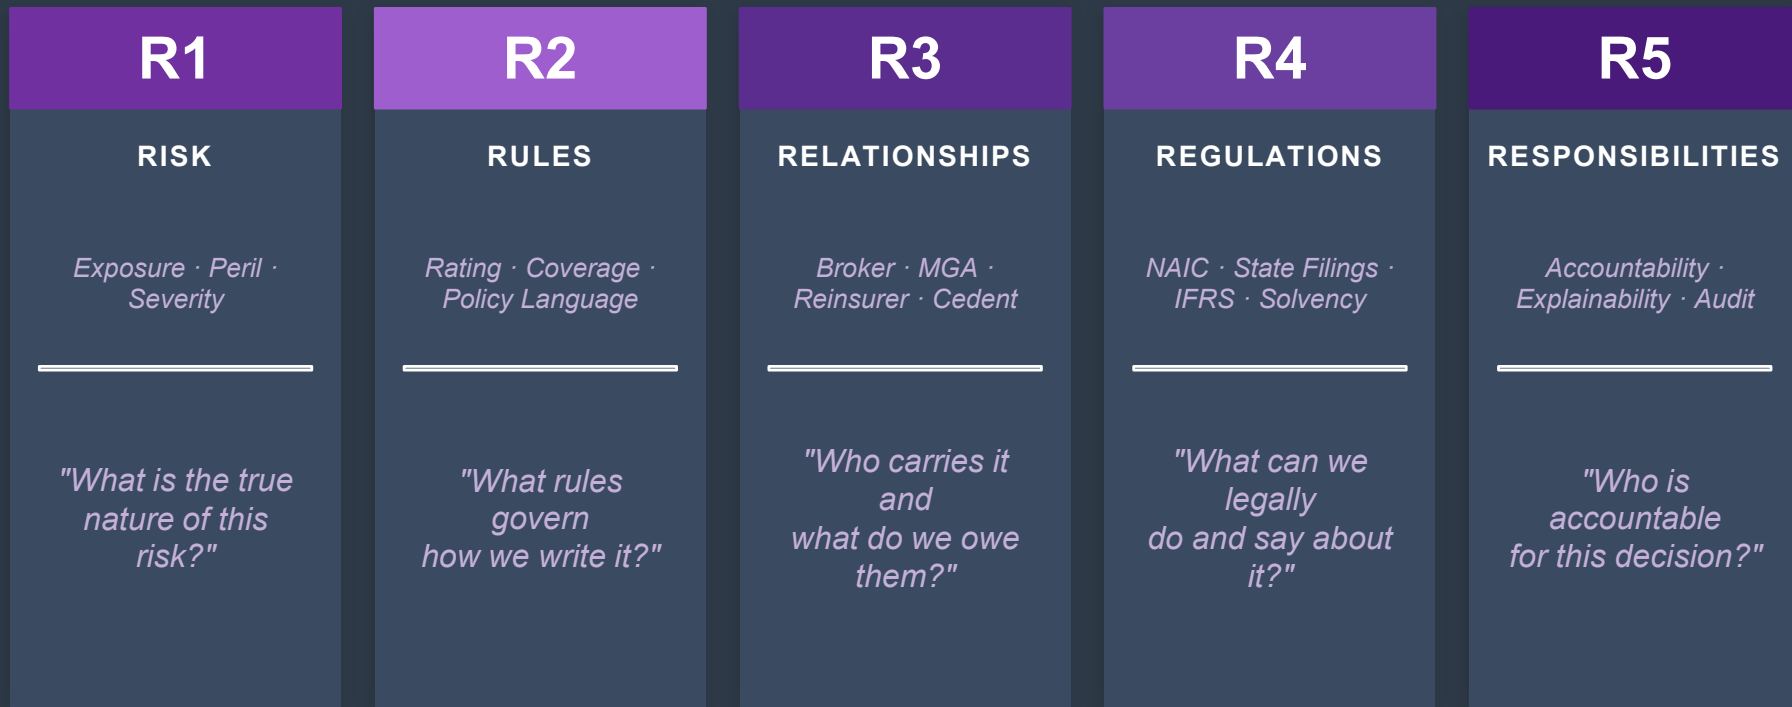 R1
RISK
Exposure · Peril ·
Severity
"What is the true
nature of this
risk?"
R2
RULES
Rating · Coverage ·
Policy Language
"What rules
govern
how we write it?"
R3
RELATIONSHIPS
Broker · MGA ·
Reinsurer · Cedent
"Who carries it
and
what do we owe
them?"
R4
REGULATIONS
NAIC · State Filings ·
IFRS · Solvency
"What can we
legally
do and say about
it?"
R5
RESPONSIBILITIES
Accountability ·
Explainability · Audit
"Who is
accountable
for this decision?"